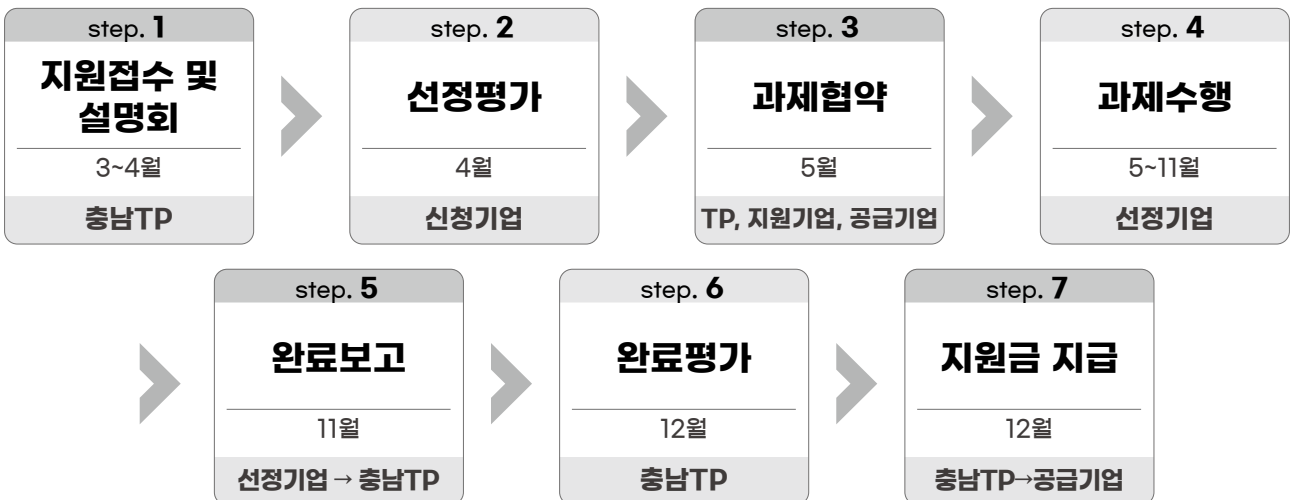 step. 1
지원접수 및
설명회
3~4월
충남TP
step. 2
선정평가
4월
신청기업
step. 3
과제협약
5월
TP, 지원기업, 공급기업
step. 4
과제수행
5~11월
선정기업
step. 5
완료보고
11월
선정기업 → 충남TP
step. 6
완료평가
12월
충남TP
step. 7
지원금 지급
12월
충남TP→공급기업